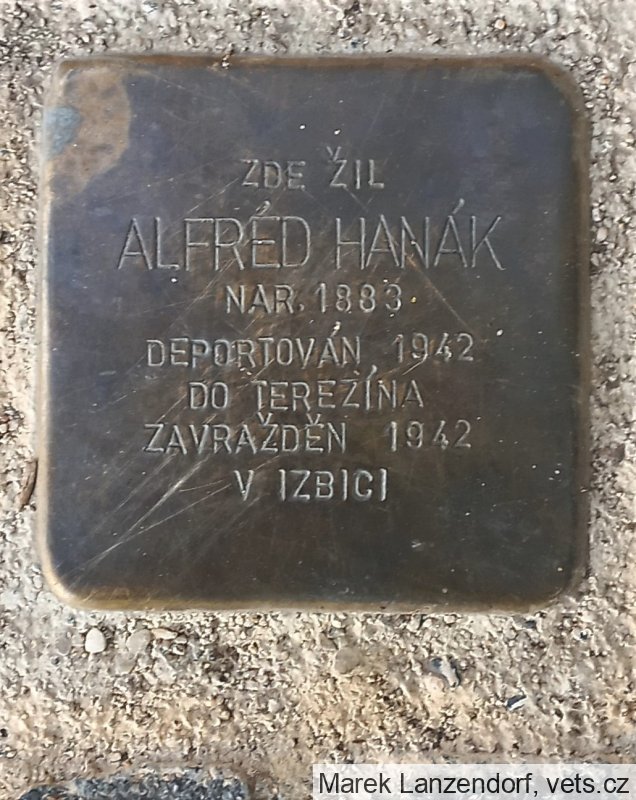 ZDE ŽIL
ALFRÉD HANÁK
NAR. 1883
DEPORTOVÁN 1942
DO TEREZÍNA
ZAVRAŽDĚN 1942
V IZBICI
Marek Lanzendorf, vets.cz